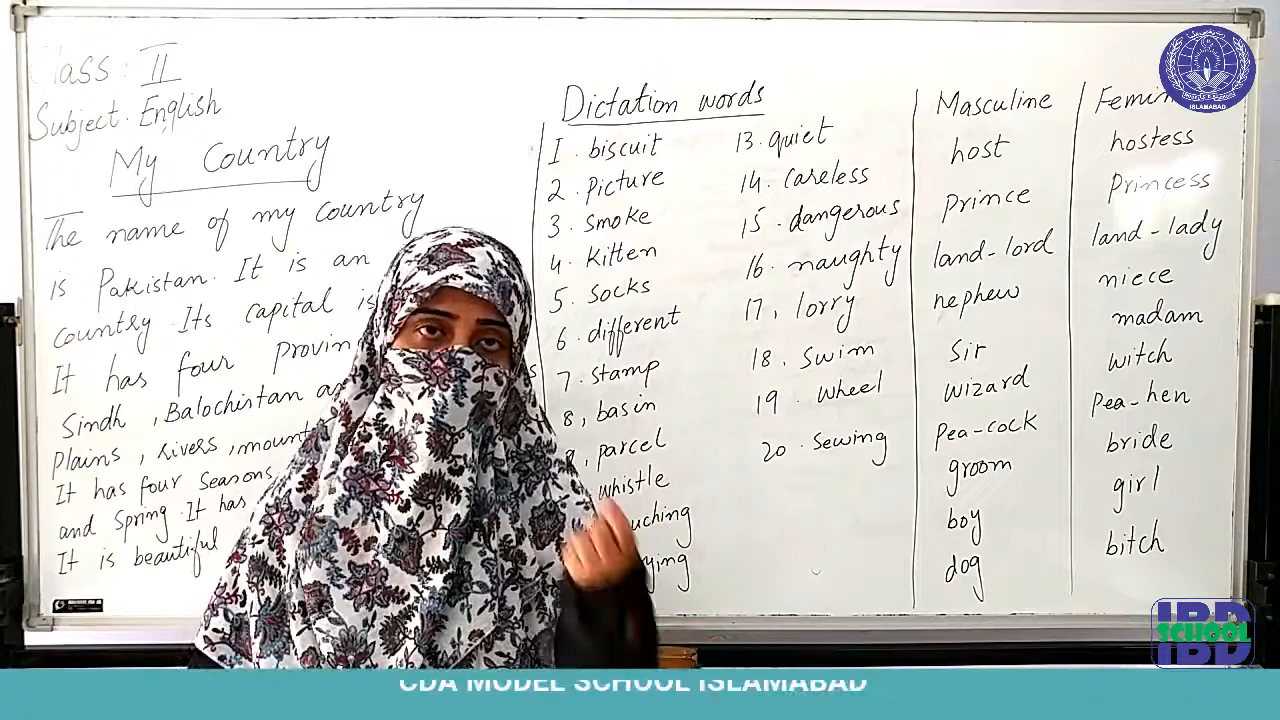 Class : II
Subject . English
My Country
The name of my country
is Pakistan. It is an
country. Its capital is
It has four
Sindh , Balochistan
Plains , rivers ,
It has four seasons
and Spring. It has
It is beautiful
Dictation words
1 . biscuit
2 . Picture
3 . Smoke
4 . Kitten
5 . Socks
6 . different
7 . stamp
8 , basin
9 , parcel
whistle
13 . quiet
14 . Careless
15 . dangerous
16 . naughty
17 , lorry
18 . Swim
19 . wheel
20 . Sewing
Masculine
host
Prince
land-lord
nephew
Sir
wizard
Pea-cock
groom
boy
dog
hostess
Princess
land-lady
niece
madam
witch
Pea-hen
bride
girl
bitch
ISLAMABAD
IBD
SCHOOL
IBD
CDA MODEL SCHOOL ISLAMABAD